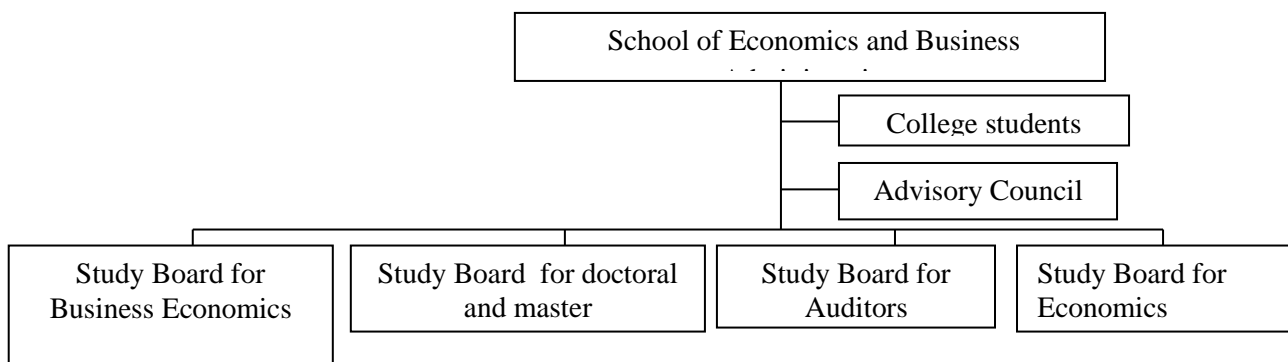 School of Economics and Business
College students
Advisory Council
Study Board for
Business Economics
Study Board for doctoral
and master
Study Board for
Auditors
Study Board for
Economics